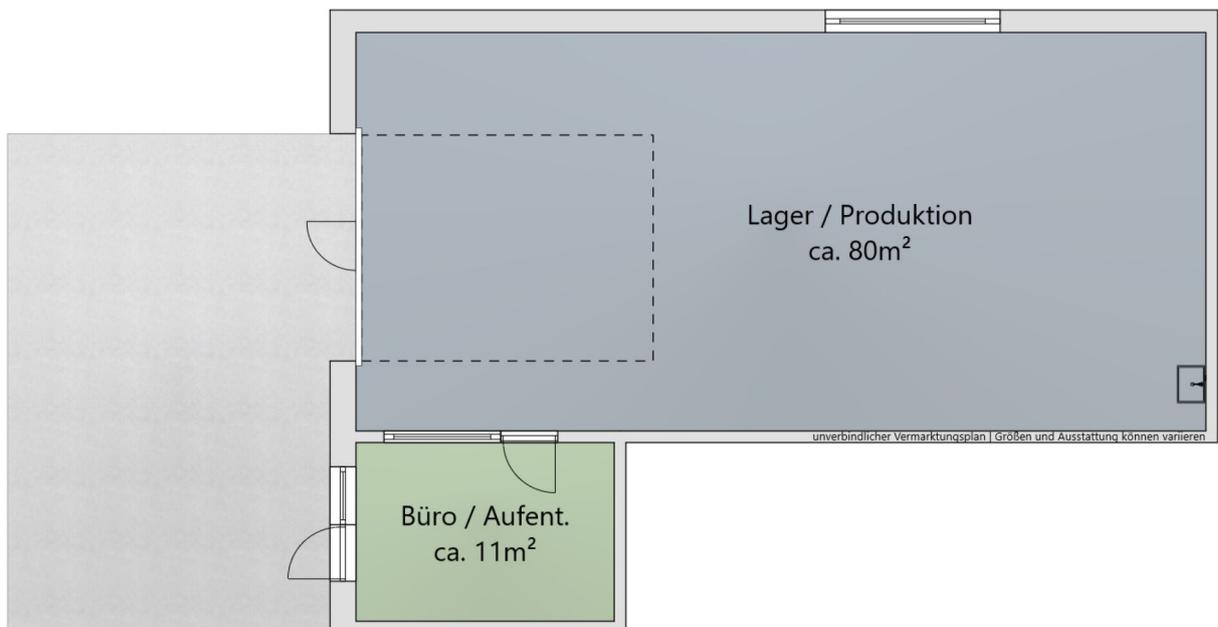 Lager / Produktion
ca. 80m²
unverbindlicher Vermarktungsplan | Größen und Ausstattung können variieren
Büro / Aufent.
ca. 11m²